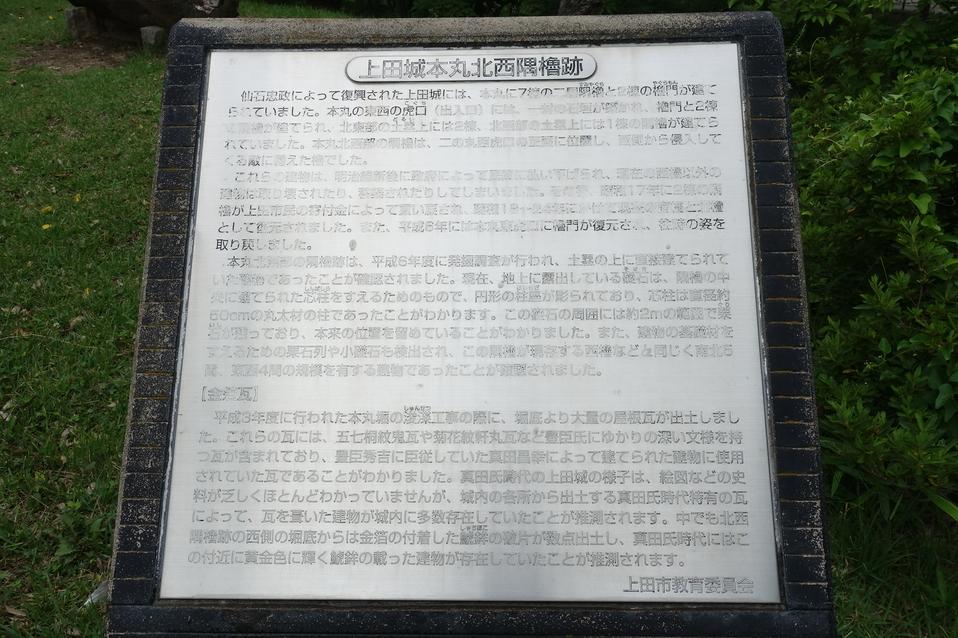 上田城本丸北西隅櫓跡
仙石忠政によって復興された上田城には、本丸に7棟の二層隅櫓と2棟の櫓門が建て
られていました。本丸の東西の虎口（出入口）には、櫓門と2棟
の隅櫓が建てられ、北東部の土塁上には2棟、北西部の土塁上には1棟の隅櫓が建てら
れていました。本丸北西部の隅櫓は、二の丸西虎口の正面に位置し、西側から侵入して
くる敵に備えた櫓でした。
これらの建物は、明治維新後に政府によって民間に払い下げられ、現在の西櫓以外の
建物は取り壊されたり、移築されたりしてしまいました。その後、昭和17年に2棟の隅
櫓が上田市民の寄付金によって買い戻され、昭和18〜24年にかけて現在の南櫓と北櫓
として復元されました。また、平成6年には本丸東虎口に櫓門が復元され、往時の姿を
取り戻しました。
本丸北西部の隅櫓跡は、平成6年度に発掘調査が行われ、土塁の上に直接建てられて
いた建物であったことが確認されました。現在、地上に露出している礎石は、隅櫓の中
央に建てられた芯柱をすえるためのもので、円形の柱座が彫られており、芯柱は直径約
50cmの丸太材の柱であったことがわかります。この礎石の周囲には約2mの範囲で栗
石が残っており、本来の位置を留めていることがわかりました。また、建物の基礎材を
すえるための栗石列や小礎石も検出され、この隅櫓が現存する西櫓などと同じく南北5
間、東西4間の規模を有する建物であったことが確認されました。
［金箔瓦］
平成3年度に行われた本丸堀の浚渫工事の際に、堀底より大量の屋根瓦が出土しまし
た。これらの瓦には、五七桐紋鬼瓦や菊花紋軒丸瓦など豊臣氏にゆかりの深い文様を持
つ瓦が含まれており、豊臣秀吉に臣従していた真田昌幸によって建てられた建物に使用
されていた瓦であることがわかりました。真田氏時代の上田城の様子は、絵図などの史
料が乏しくほとんどわかっていませんが、城内の各所から出土する真田氏時代特有の瓦
によって、瓦を葺いた建物が城内に多数存在していたことが推測されます。中でも北西
隅櫓跡の西側の堀底からは金箔の付着した鯱鉾の破片が数点出土し、真田氏時代にはこ
の付近に黄金色に輝く鯱鉾の載った建物が存在していたことが推測されます。
上田市教育委員会